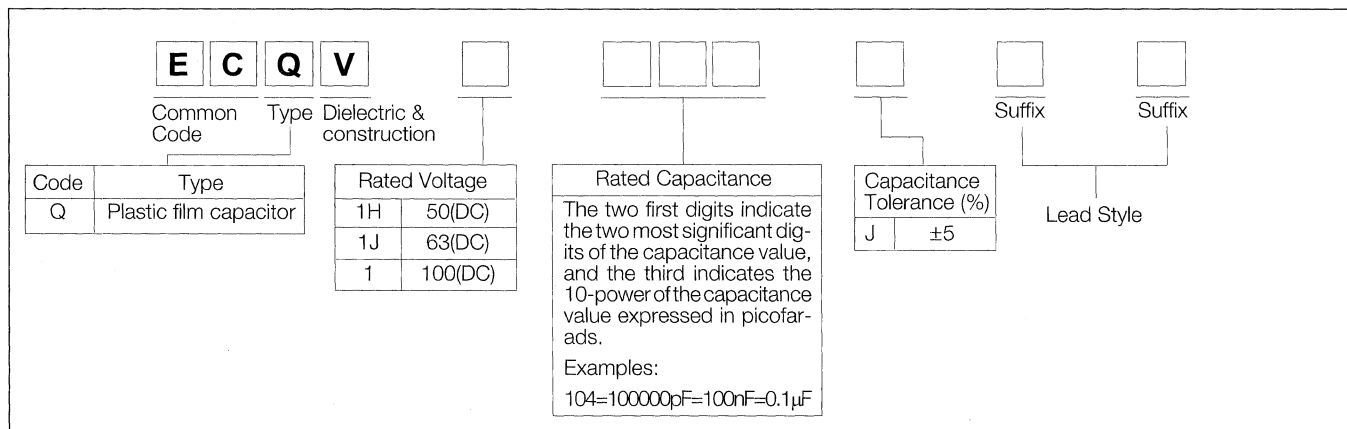 E C Q V
Common
Code
Type
Dielectric &
construction
Suffix
Suffix
Code Type
Q Plastic film capacitor
Rated Voltage
1H 50(DC)
1J 63(DC)
1 100(DC)
Rated Capacitance
The two first digits indicate
the two most significant dig-
its of the capacitance value,
and the third indicates the
10-power of the capacitance
value expressed in picofar-
ads.
Examples:
104=100000pF=100nF=0.1µF
Capacitance
Tolerance (%)
J ±5
Lead Style